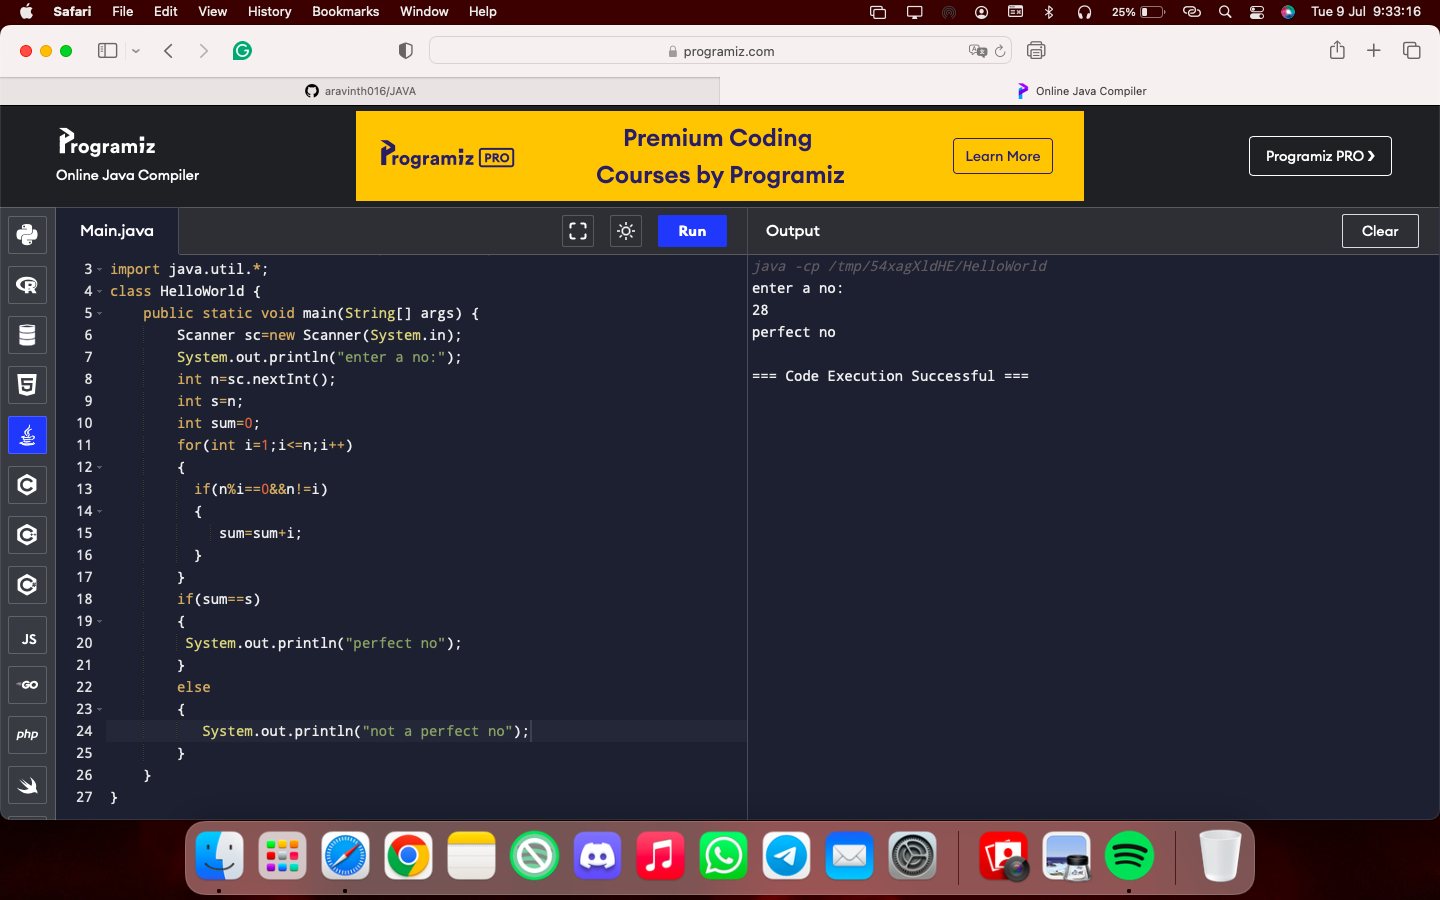 Safari File Edit View History Bookmarks Window Help 25% Tue 9 Jul 9:33:16
programiz.com
aravinth016/JAVA
Online Java Compiler
Programiz
Online Java Compiler
Programiz PRO
Premium Coding
Courses by Programiz
Learn More
Programiz PRO ❯
Main.java
Run
Output
Clear
3 import java.util.*;
4 class HelloWorld {
5 public static void main(String[] args) {
6 Scanner sc=new Scanner(System.in);
7 System.out.println("enter a no:");
8 int n=sc.nextInt();
9 int s=n;
10 int sum=0;
11 for(int i=1;i<=n;i++)
12 {
13 if(n%i==0&&n!=i)
14 {
15 sum=sum+i;
16 }
17 }
18 if(sum==s)
19 {
20 System.out.println("perfect no");
21 }
22 else
23 {
24 System.out.println("not a perfect no");
25 }
26 }
27 }
java -cp /tmp/54xagXldHE/HelloWorld
enter a no:
28
perfect no
=== Code Execution Successful ===
R
5
C
C
C
JS
GO
php